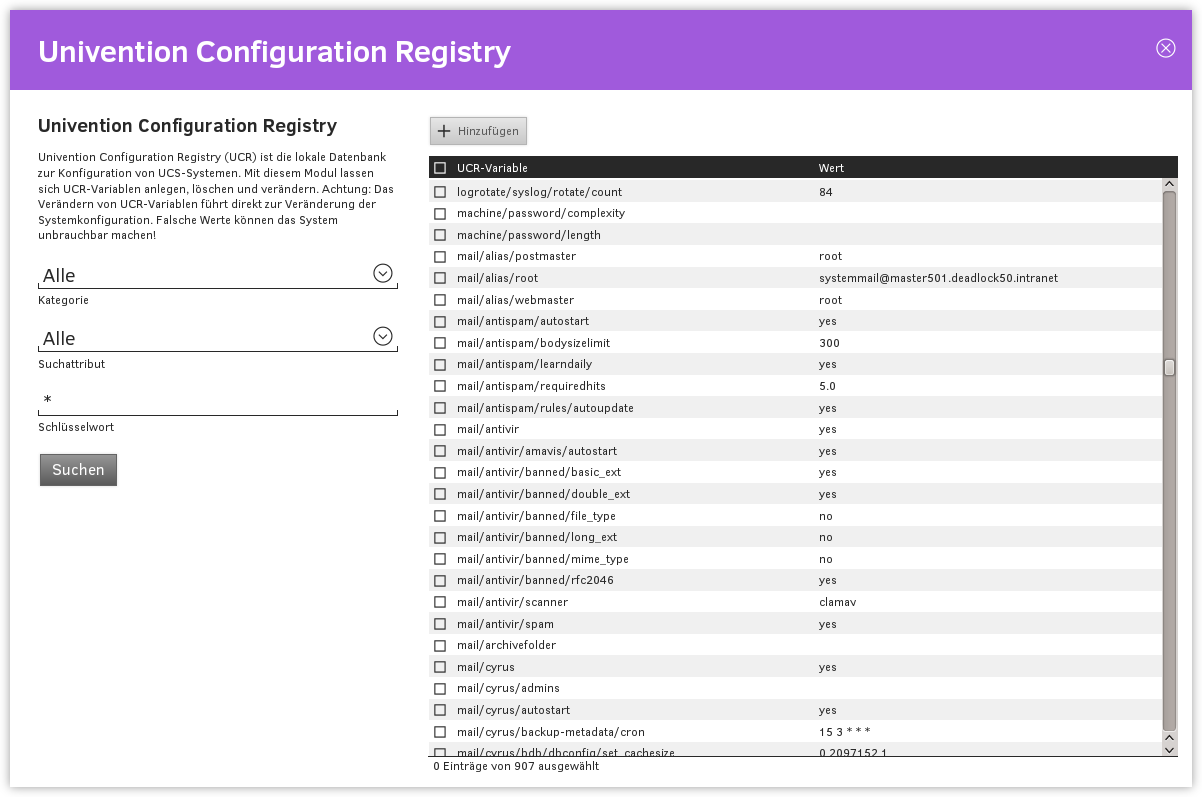 Univention Configuration Registry
Univention Configuration Registry
Univention Configuration Registry (UCR) ist die lokale Datenbank
zur Konfiguration von UCS-Systemen. Mit diesem Modul lassen
sich UCR-Variablen anlegen, löschen und verändern. Achtung: Das
Verändern von UCR-Variablen führt direkt zur Veränderung der
Systemkonfiguration. Falsche Werte können das System
unbrauchbar machen!
Alle
Kategorie
Alle
Suchattribut
*
Schlüsselwort
Suchen
Hinzufügen
UCR-Variable Wert
logrotate/syslog/rotate/count 84
machine/password/complexity
machine/password/length
mail/alias/postmaster root
mail/alias/root systemmail@master501.deadlock50.intranet
mail/alias/webmaster root
mail/antispam/autostart yes
mail/antispam/bodysizelimit 300
mail/antispam/learndaily yes
mail/antispam/requiredhits 5.0
mail/antispam/rules/autoupdate yes
mail/antivir yes
mail/antivir/amavis/autostart yes
mail/antivir/banned/basic_ext yes
mail/antivir/banned/double_ext yes
mail/antivir/banned/file_type no
mail/antivir/banned/long_ext no
mail/antivir/banned/mime_type no
mail/antivir/banned/rfc2046 yes
mail/antivir/scanner clamav
mail/antivir/spam yes
mail/archivefolder
mail/cyrus yes
mail/cyrus/admins
mail/cyrus/autostart yes
mail/cyrus/backup-metadata/cron 15 3 * * *
mail/cyrus/bdb/dbconfig/set_cachesize 0 2097152 1
0 Einträge von 907 ausgewählt